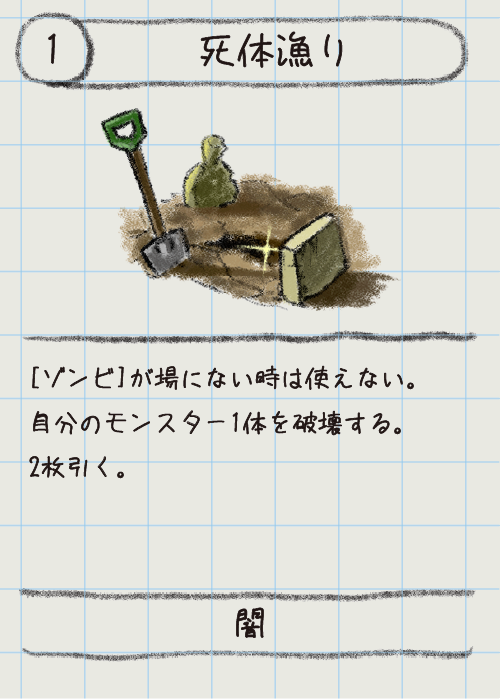 1
死体漁り
[ゾンビ]が場にない時は使えない。
自分のモンスター1体を破壊する。
2枚引く。
闇